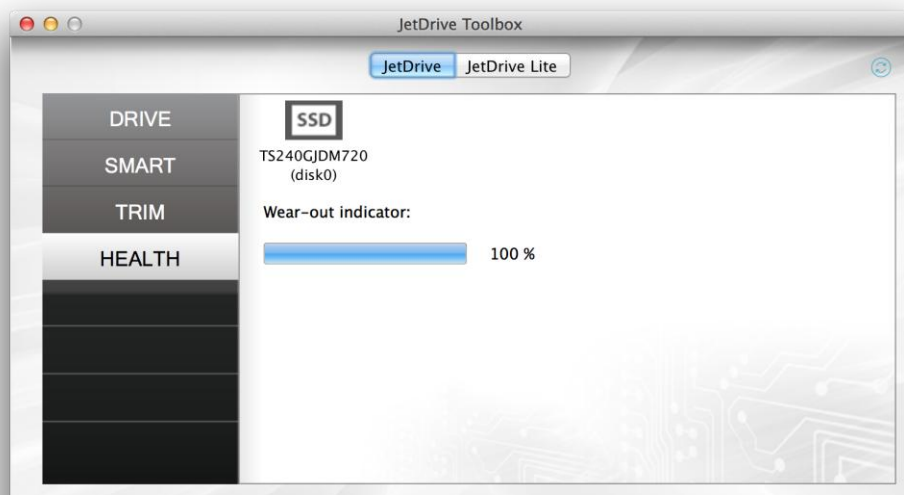 JetDrive Toolbox
JetDrive JetDrive Lite
DRIVE
SMART
TRIM
HEALTH
SSD
TS240GJDM720
(disk0)
Wear-out indicator:
100 %